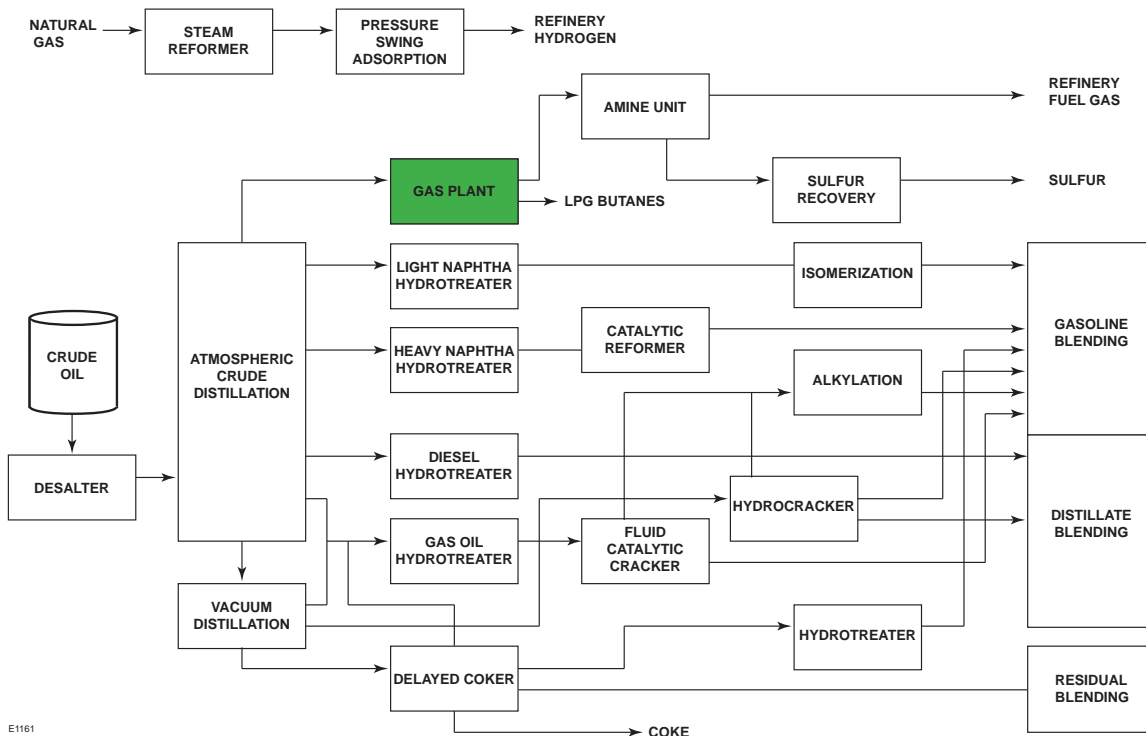 NATURAL
GAS
STEAM
REFORMER
PRESSURE
SWING
ADSORPTION
REFINERY
HYDROGEN
AMINE UNIT
REFINERY
FUEL GAS
GAS PLANT
LPG BUTANES
SULFUR
RECOVERY
SULFUR
CRUDE
OIL
DESALTER
ATMOSPHERIC
CRUDE
DISTILLATION
LIGHT NAPHTHA
HYDROTREATER
ISOMERIZATION
HEAVY NAPHTHA
HYDROTREATER
CATALYTIC
REFORMER
ALKYLATION
GASOLINE
BLENDING
DIESEL
HYDROTREATER
HYDROCRACKER
GAS OIL
HYDROTREATER
FLUID
CATALYTIC
CRACKER
DISTILLATE
BLENDING
VACUUM
DISTILLATION
HYDROTREATER
DELAYED COKER
RESIDUAL
BLENDING
COKE
E1161